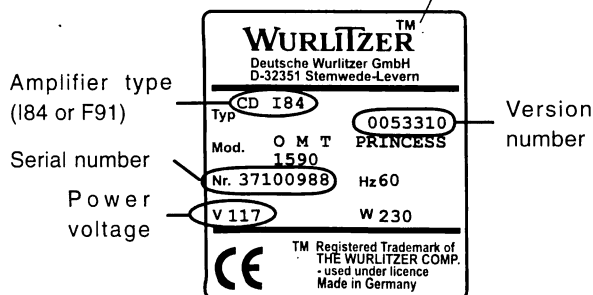 WURLITZER™
Deutsche Wurlitzer GmbH
D-32351 Stemwede-Levern
Amplifier type
(I84 or F91)
Typ CD I84
0053310
Version
number
Mod. O M T PRINCESS
1590
Serial number
Nr. 37100988 Hz 60
Power
voltage
V 117 W 230
CE
TM Registered Trademark of
THE WURLITZER COMP.
- used under licence
Made in Germany